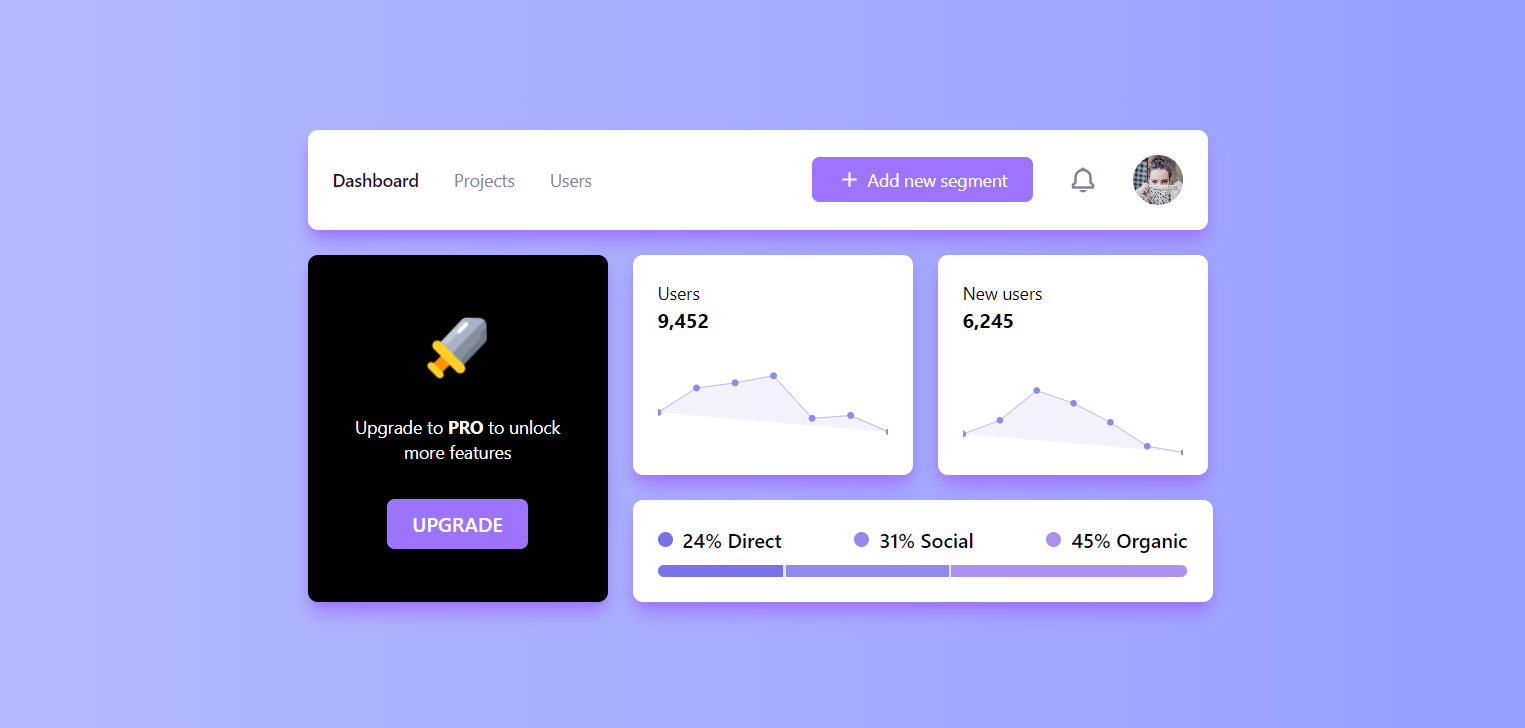 Dashboard Projects Users + Add new segment
Upgrade to PRO to unlock
more features
UPGRADE
Users
9,452
New users
6,245
24% Direct 31% Social 45% Organic